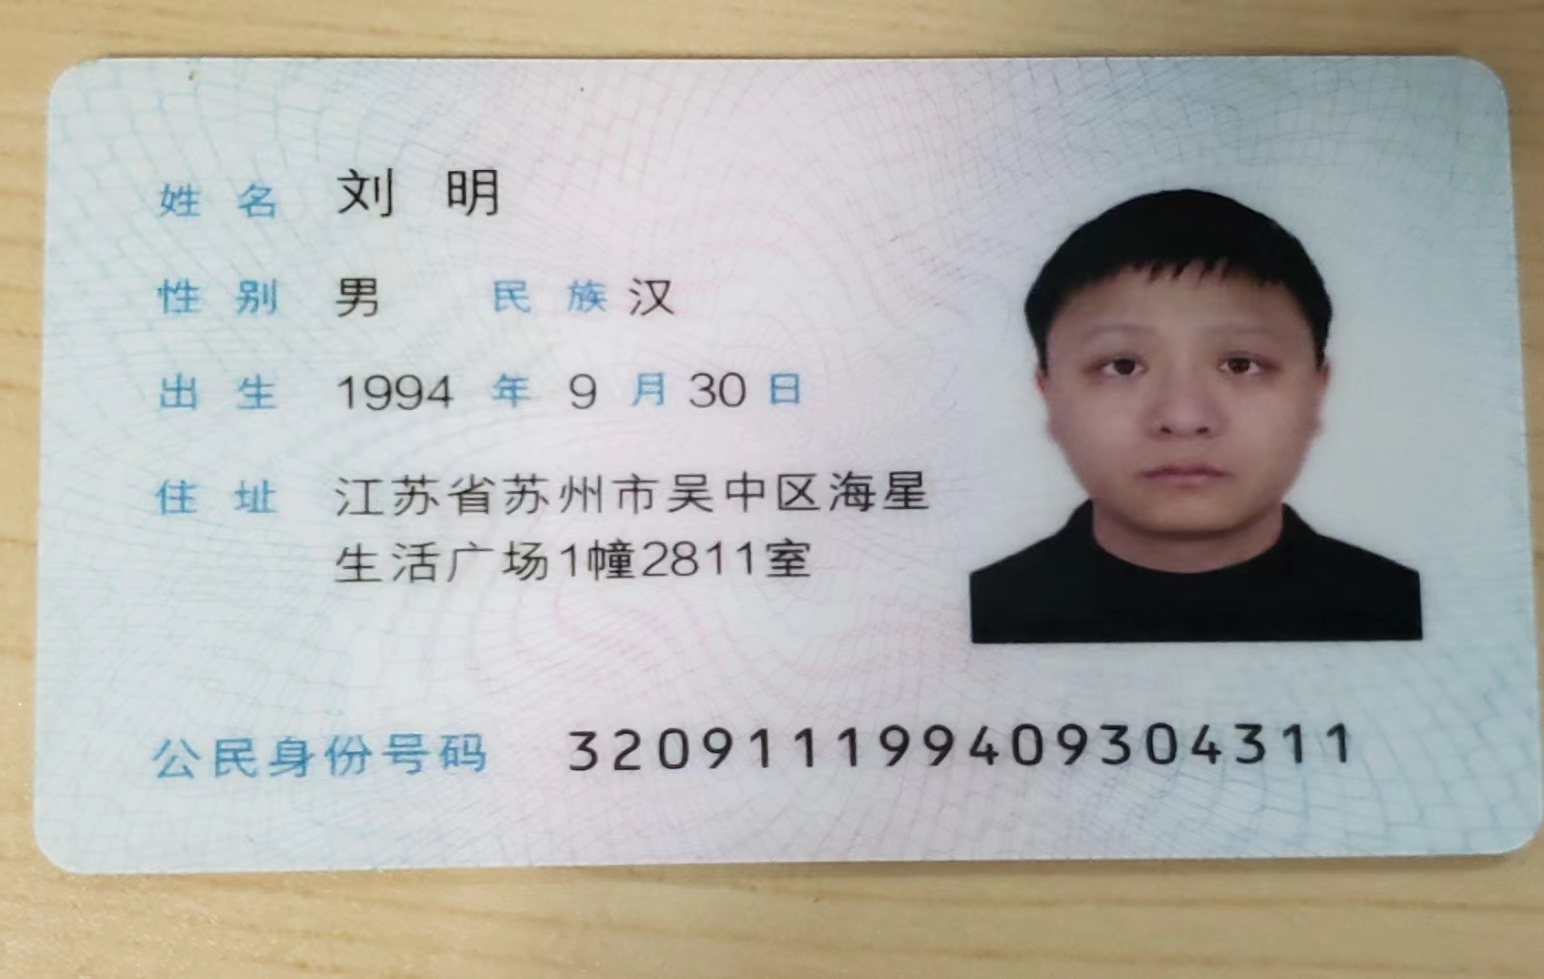 姓名 刘明
性别 男 民族 汉
出生 1994 年 9 月 30 日
住址 江苏省苏州市吴中区海星
生活广场1幢2811室
公民身份号码 320911199409304311